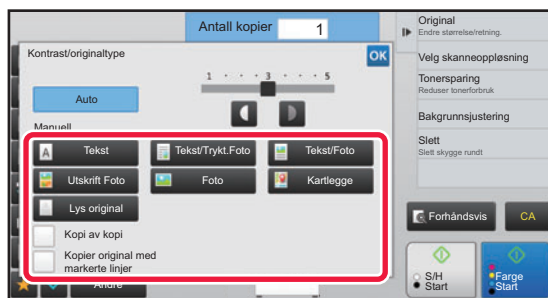 Antall kopier 1
Kontrast/originaltype
OK
1 · · · 3 · · · 5
Auto
Manuell
A Tekst
Tekst/Trykt.Foto
Tekst/Foto
Utskrift Foto
Foto
Kartlegge
Lys original
Kopi av kopi
Kopier original med
markerte linjer
Andre
Original
Endre størrelse/retning.
Velg skanneoppløsning
Tonersparing
Reduser tonerforbruk
Bakgrunnsjustering
Slett
Slett skygge rundt
Forhåndsvis
CA
S/H
Start
Farge
Start